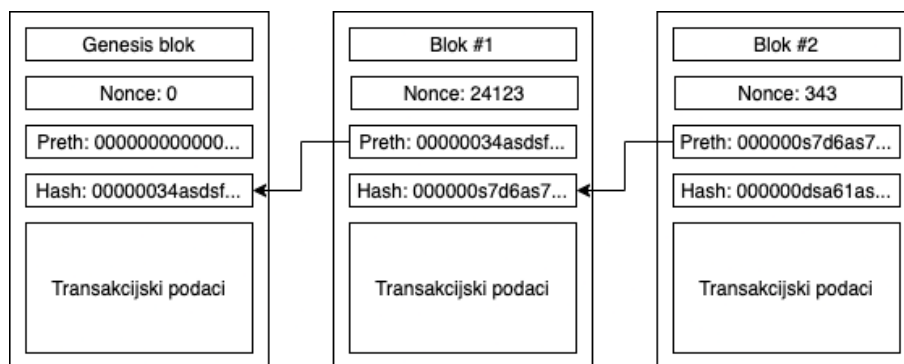 Genesis blok
Nonce: 0
Preth: 000000000000...
Hash: 00000034asdsf...
Transakcijski podaci
Blok #1
Nonce: 24123
Preth: 00000034asdsf...
Hash: 000000s7d6as7...
Transakcijski podaci
Blok #2
Nonce: 343
Preth: 000000s7d6as7...
Hash: 000000dsa61as...
Transakcijski podaci